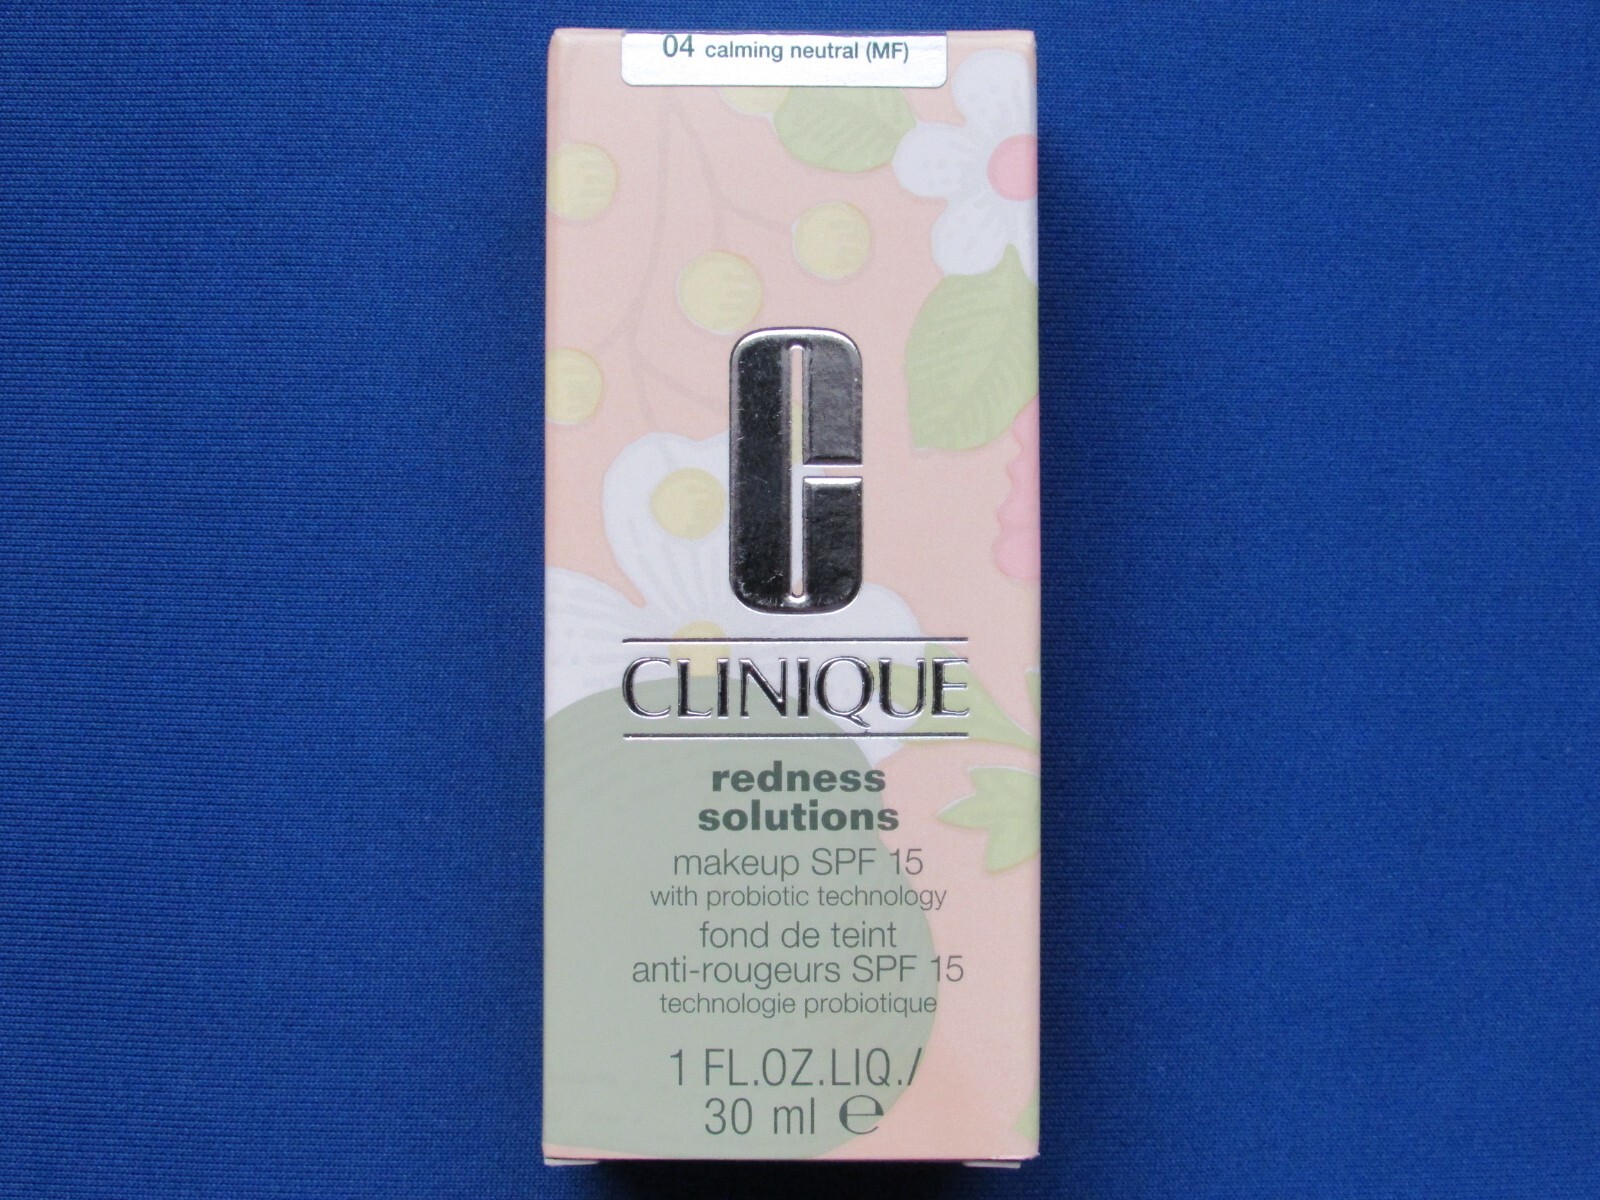 04 calming neutral (MF)
C
CLINIQUE
redness
solutions
makeup SPF 15
with probiotic technology
fond de teint
anti-rougeurs SPF 15
technologie probiotique
1 FL.OZ.LIQ./
30 ml ℮